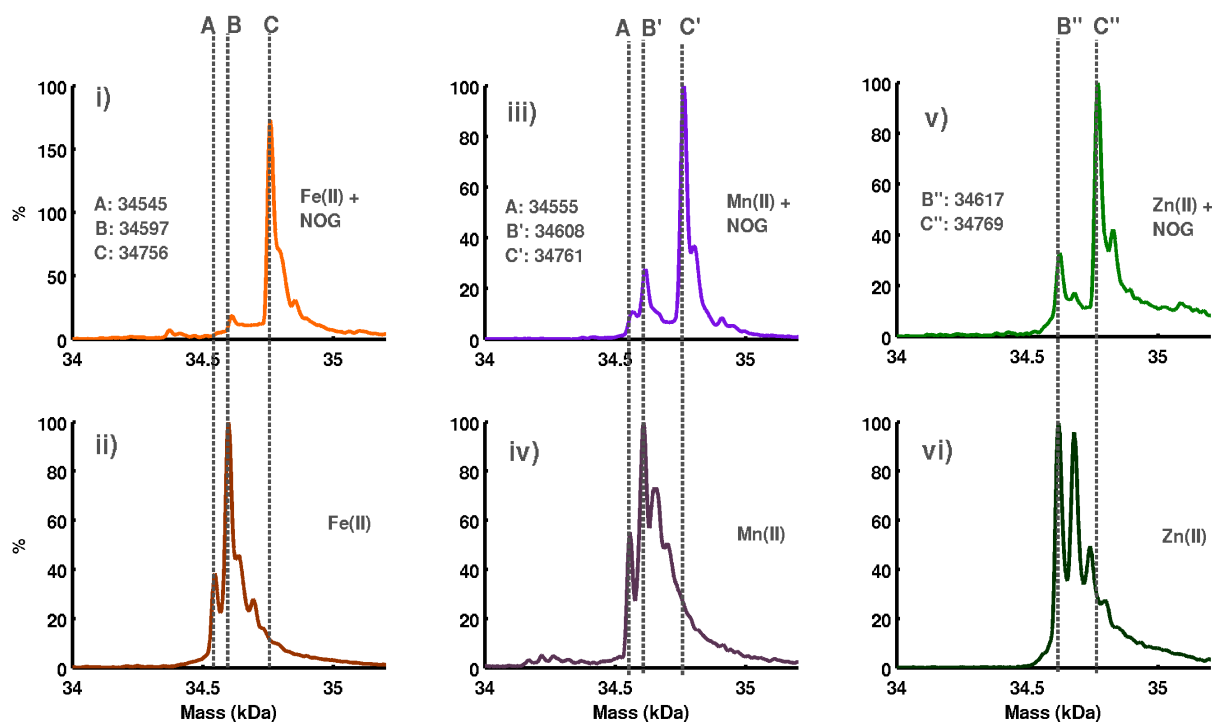 A B C
A B' C'
B'' C''
i)
100
150
100
50
0
%
A: 34545
B: 34597
C: 34756
Fe(II) +
NOG
34 34.5 35
iii)
100
80
60
40
20
0
A: 34555
B': 34608
C': 34761
Mn(II) +
NOG
34 34.5 35
v)
100
80
60
40
20
0
B'': 34617
C'': 34769
Zn(II) +
NOG
34 34.5 35
ii)
100
80
60
40
20
0
%
Fe(II)
34 34.5 35
Mass (kDa)
iv)
100
80
60
40
20
0
Mn(II)
34 34.5 35
Mass (kDa)
vi)
100
80
60
40
20
0
Zn(II)
34 34.5 35
Mass (kDa)